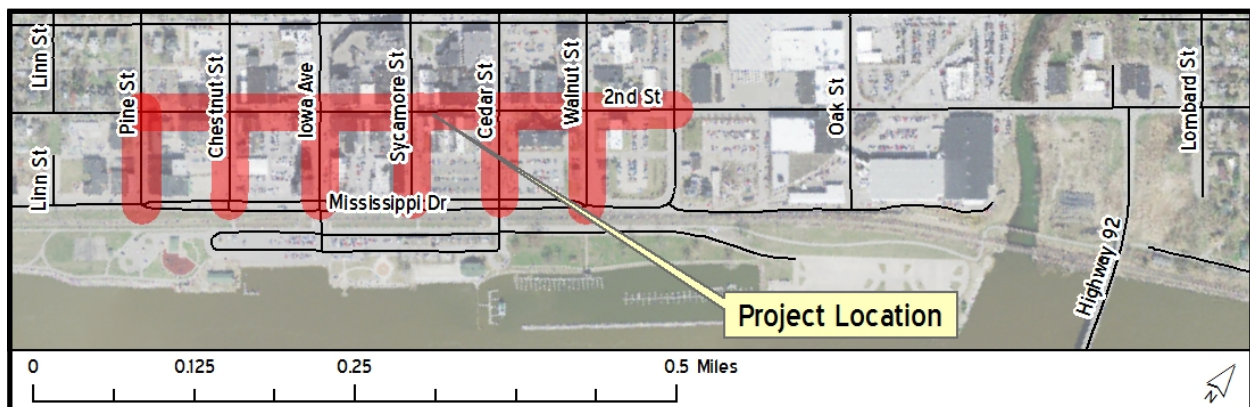 Linn St
Pine St
Chestnut St
Iowa Ave
Sycamore St
Cedar St
Walnut St
2nd St
Oak St
Lombard St
Linn St
Mississippi Dr
Highway 92
Project Location
0 0.125 0.25 0.5 Miles
N